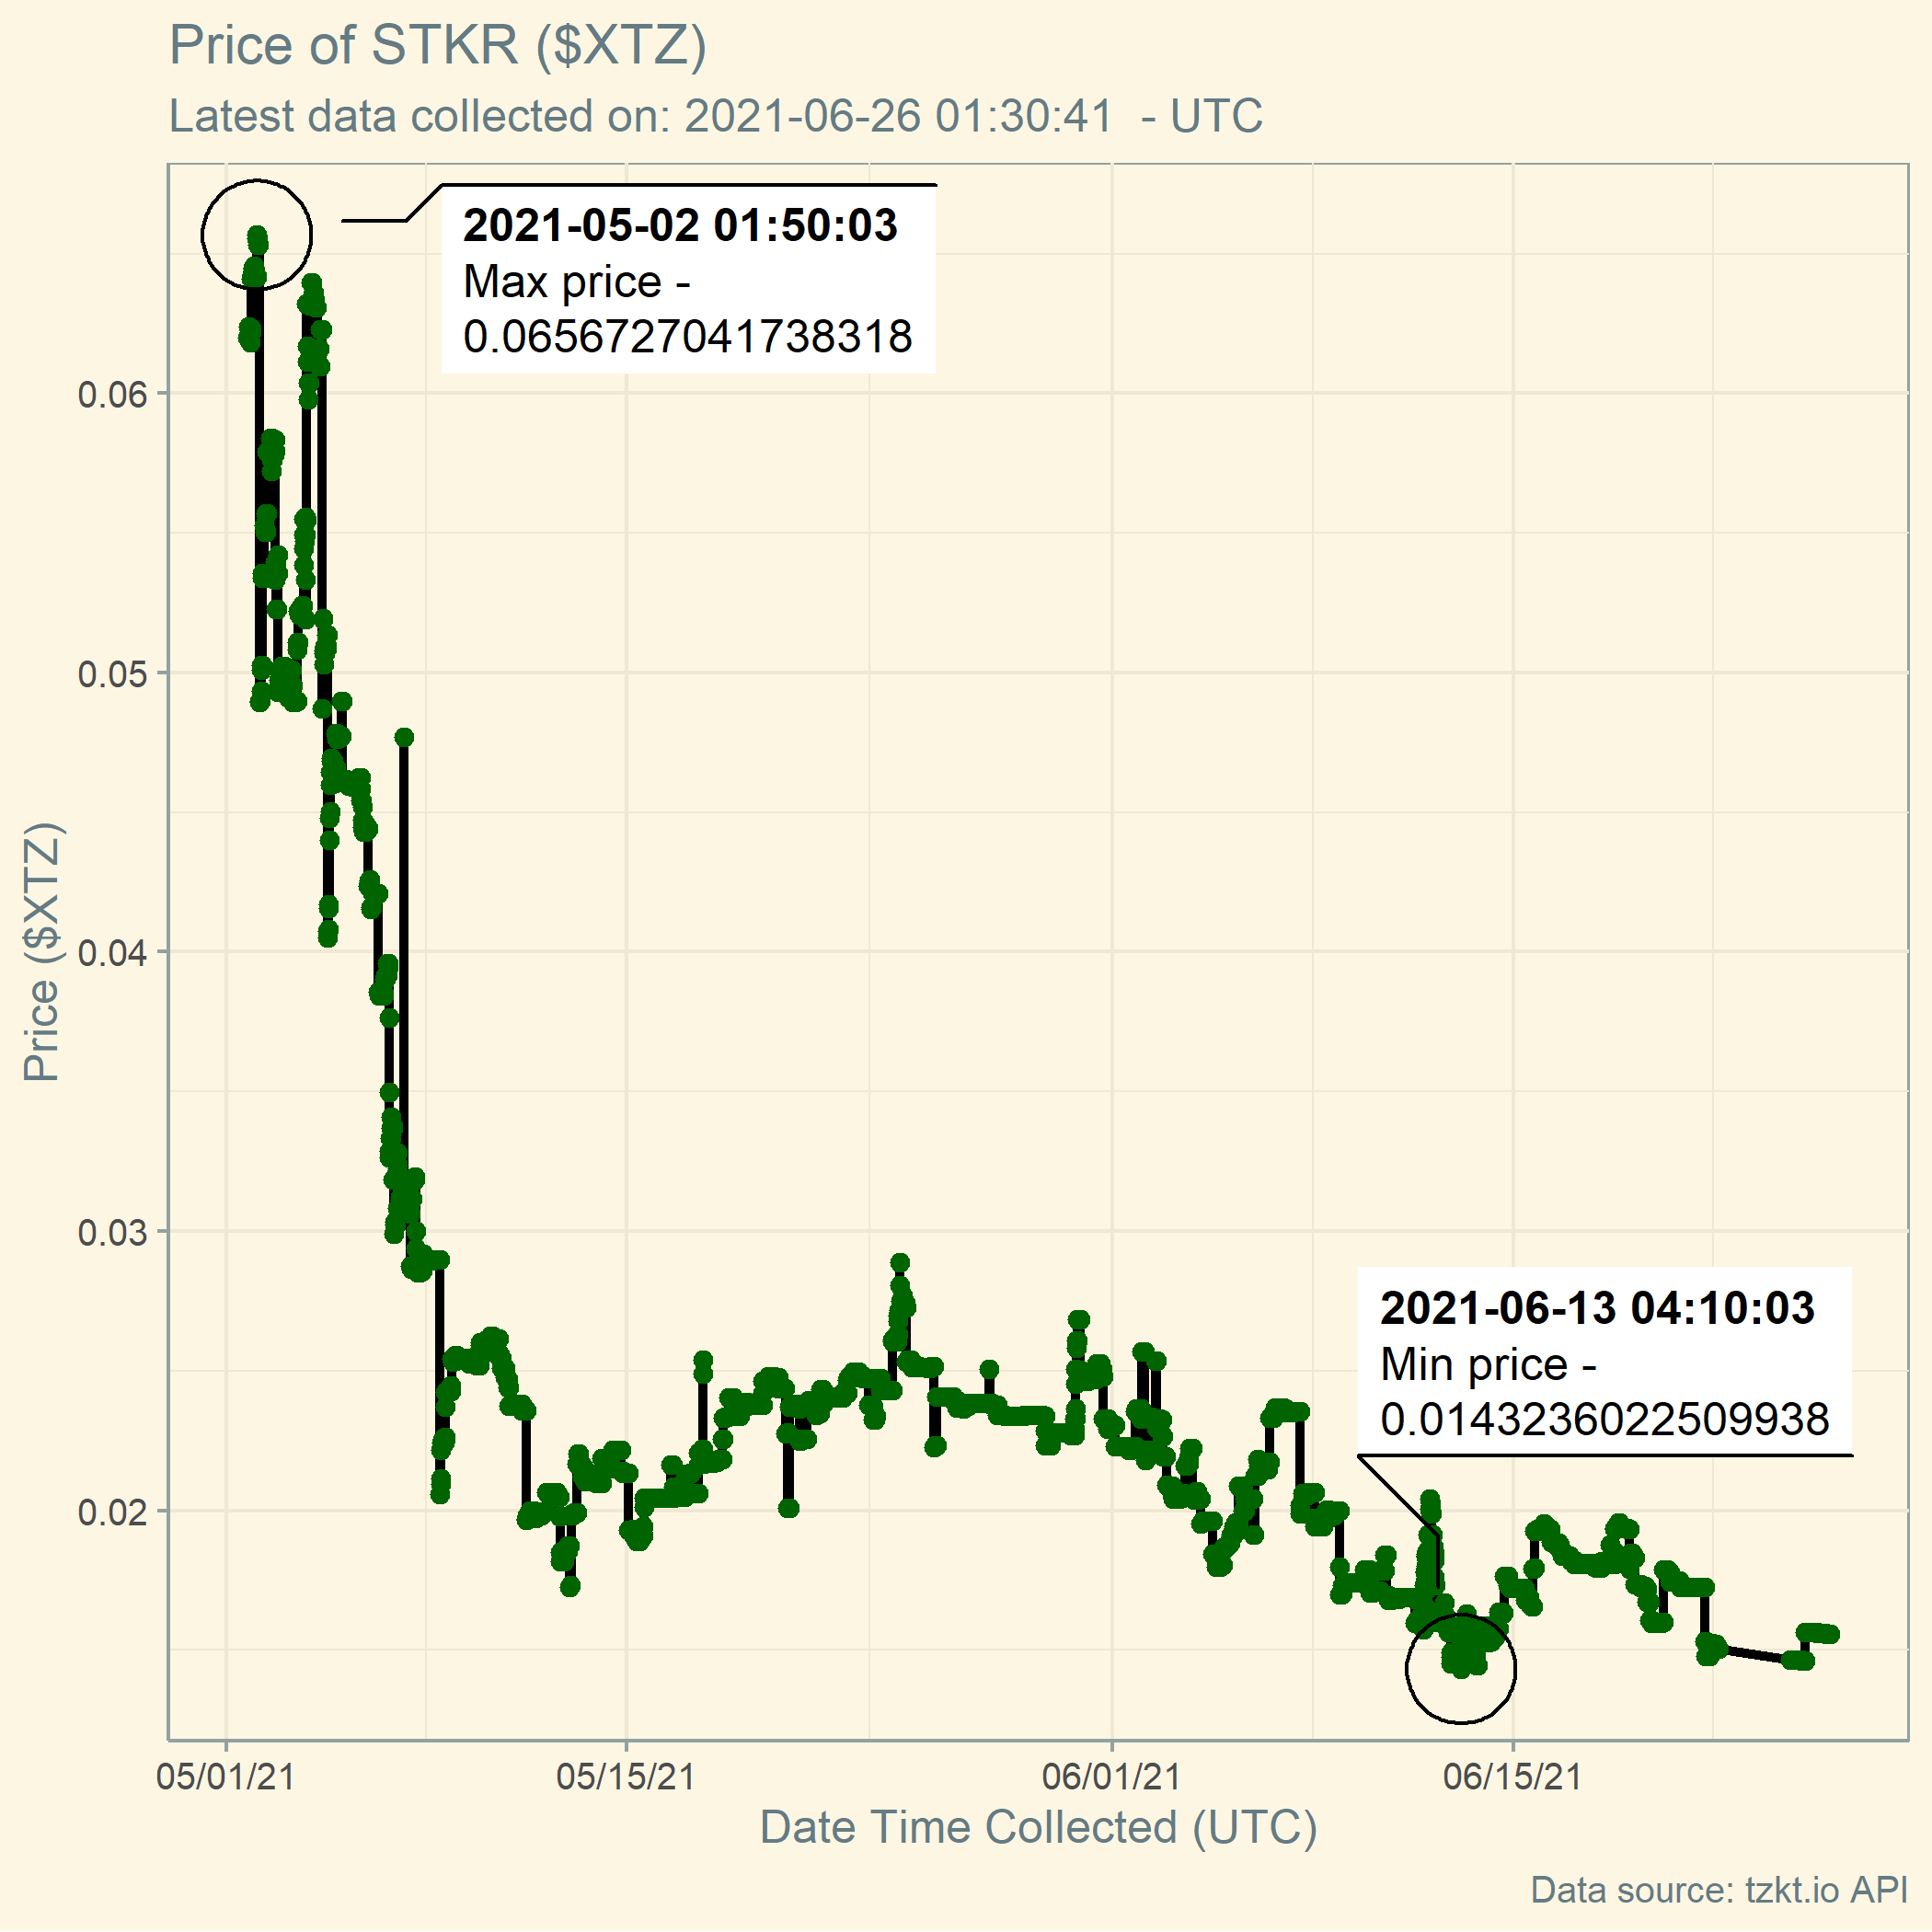 Price of STKR ($XTZ)
Latest data collected on: 2021-06-26 01:30:41  - UTC
2021-05-02 01:50:03
Max price -
0.0656727041738318
0.06
0.05
0.04
0.03
0.02
Price ($XTZ)
2021-06-13 04:10:03
Min price -
0.0143236022509938
05/01/21
05/15/21
06/01/21
06/15/21
Date Time Collected (UTC)
Data source: tzkt.io API